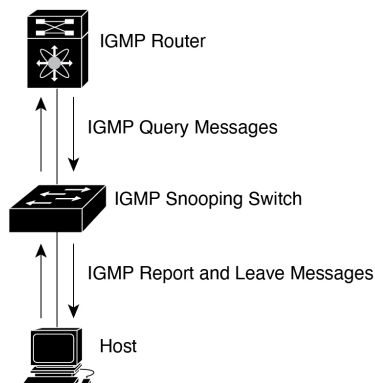 IGMP Router
IGMP Query Messages
IGMP Snooping Switch
IGMP Report and Leave Messages
Host